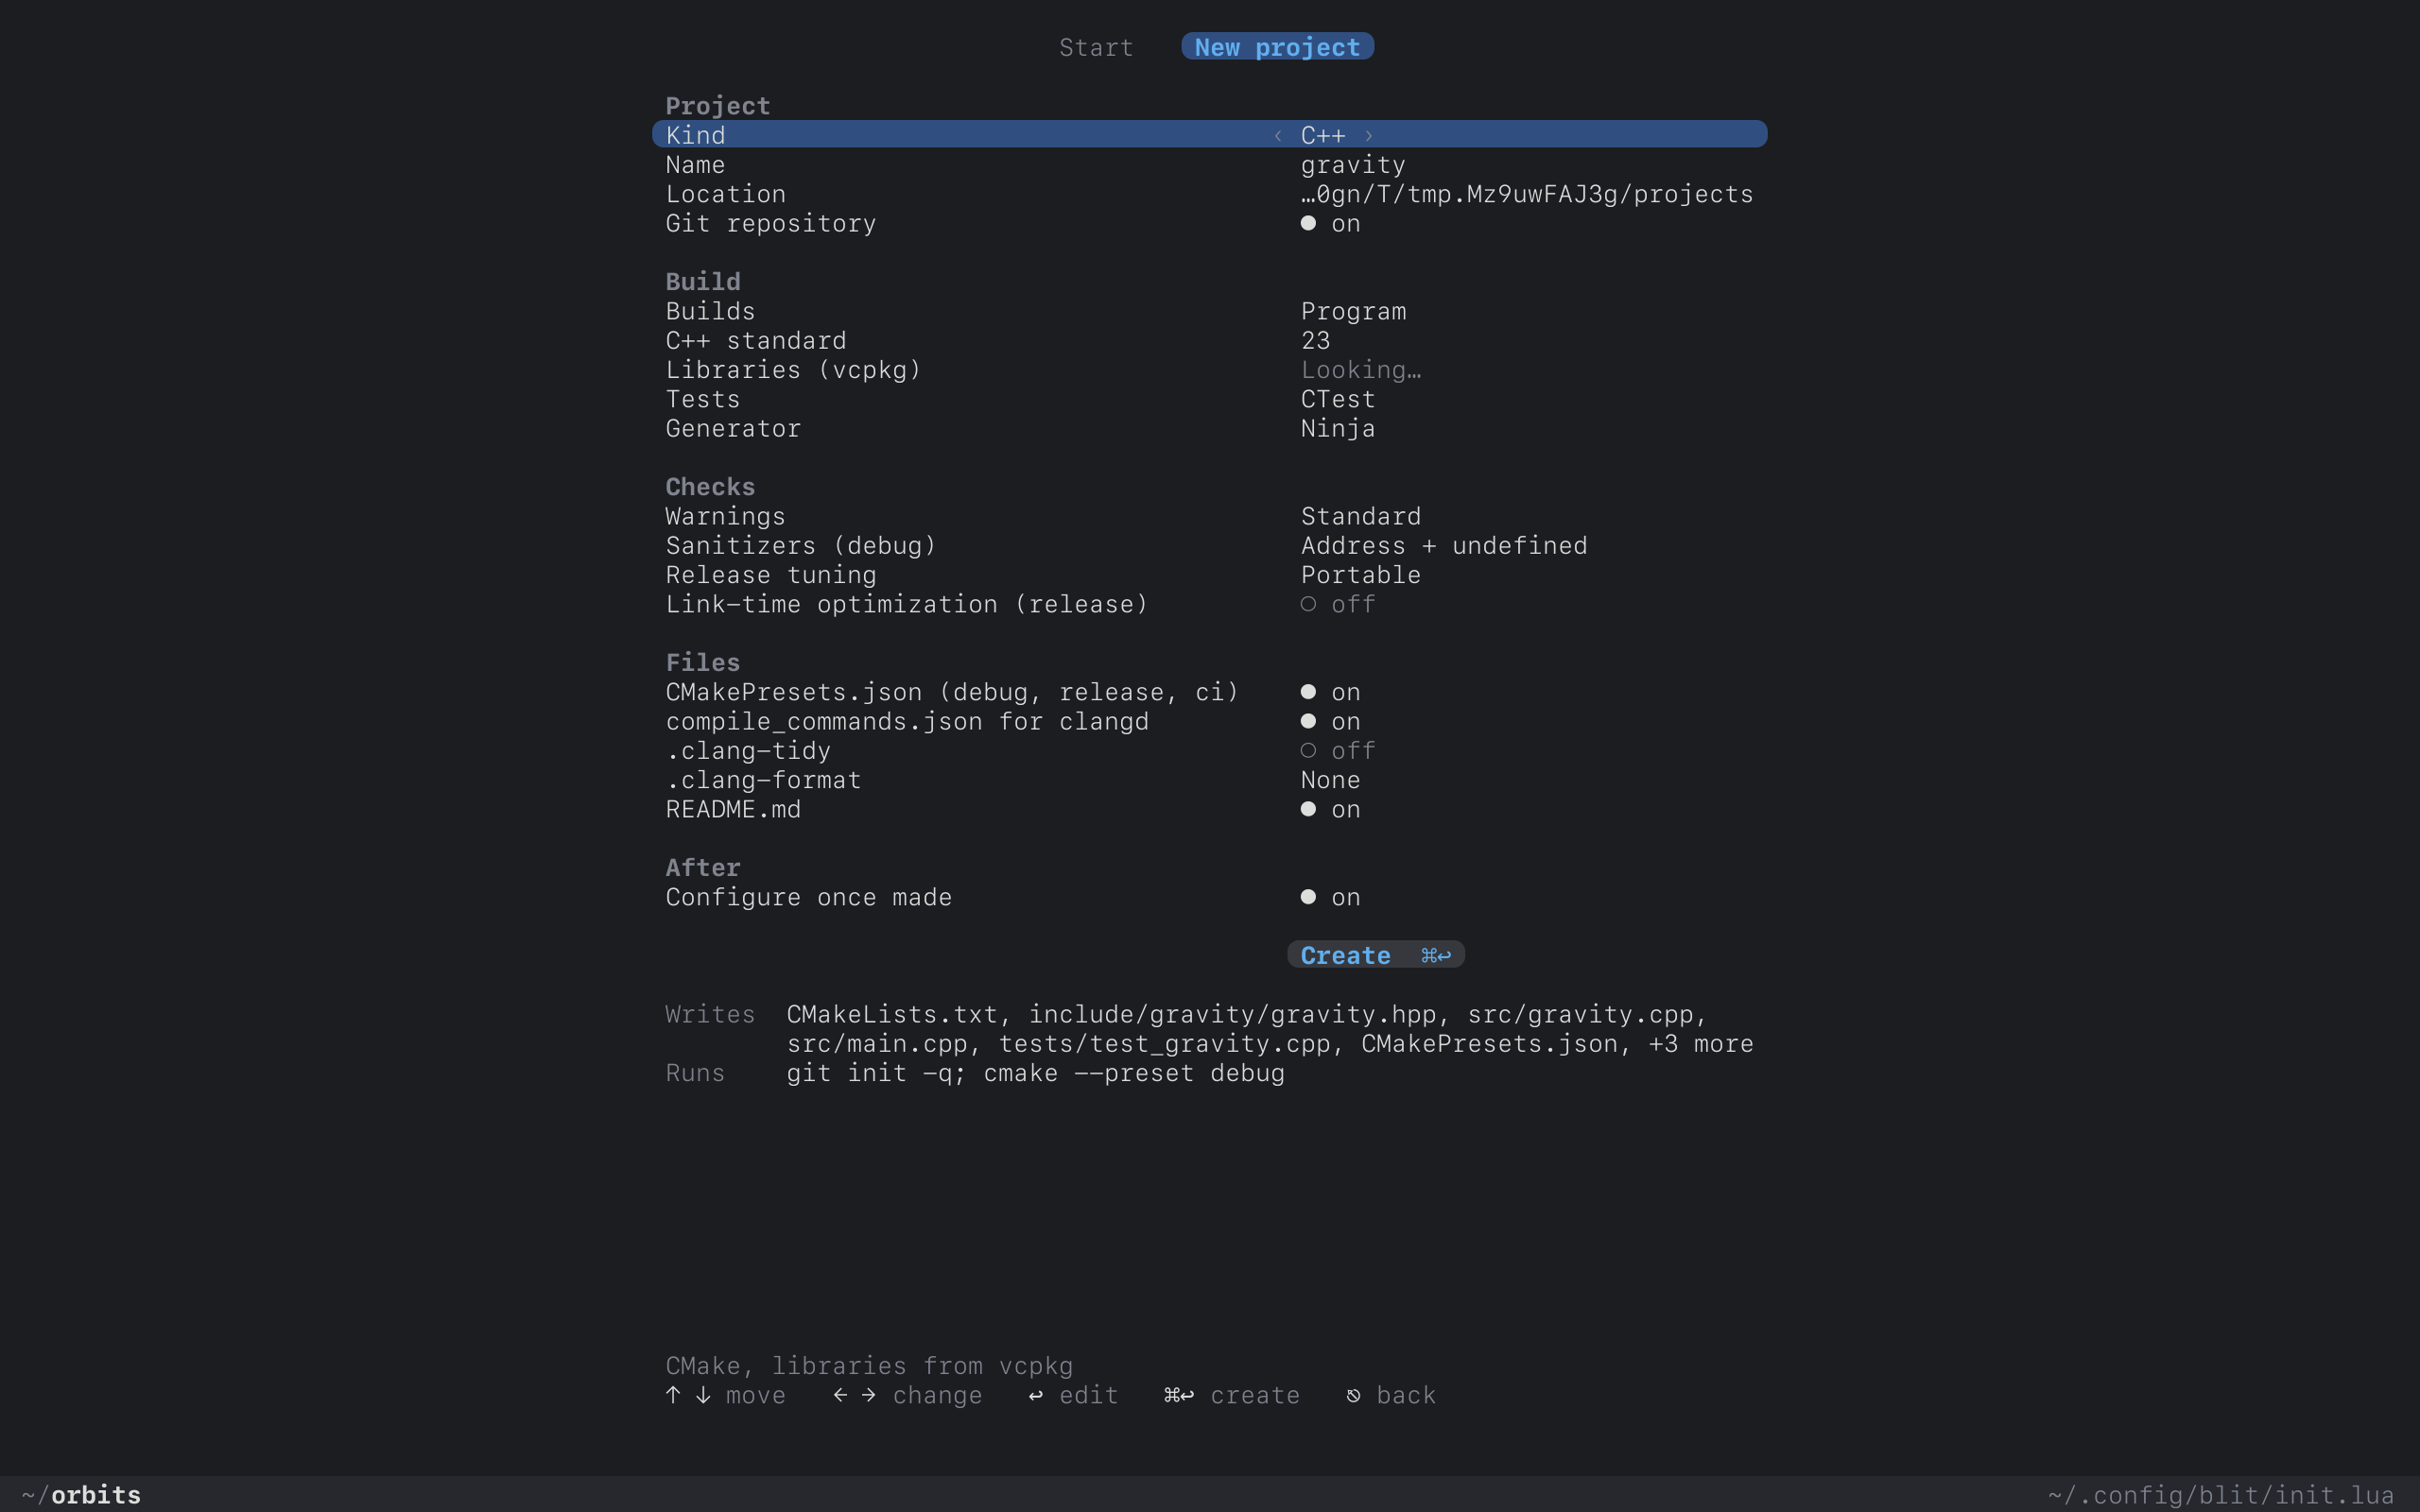 Start New project
Project
Kind ‹ C++ ›
Name gravity
Location …0gn/T/tmp.Mz9uwFAJ3g/projects
Git repository ● on
Build
Builds Program
C++ standard 23
Libraries (vcpkg) Looking…
Tests CTest
Generator Ninja
Checks
Warnings Standard
Sanitizers (debug) Address + undefined
Release tuning Portable
Link-time optimization (release) ○ off
Files
CMakePresets.json (debug, release, ci) ● on
compile_commands.json for clangd ● on
.clang-tidy ○ off
.clang-format None
README.md ● on
After
Configure once made ● on
Create ⌘↩
Writes CMakeLists.txt, include/gravity/gravity.hpp, src/gravity.cpp,
src/main.cpp, tests/test_gravity.cpp, CMakePresets.json, +3 more
Runs git init -q; cmake --preset debug
CMake, libraries from vcpkg
↑ ↓ move ← → change ↩ edit ⌘↩ create ⎋ back
~/orbits ~/.config/blit/init.lua